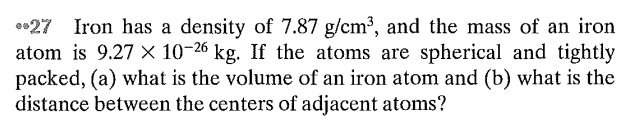 ••27 Iron has a density of 7.87 g/cm³, and the mass of an iron
atom is 9.27 × 10⁻²⁶ kg. If the atoms are spherical and tightly
packed, (a) what is the volume of an iron atom and (b) what is the
distance between the centers of adjacent atoms?